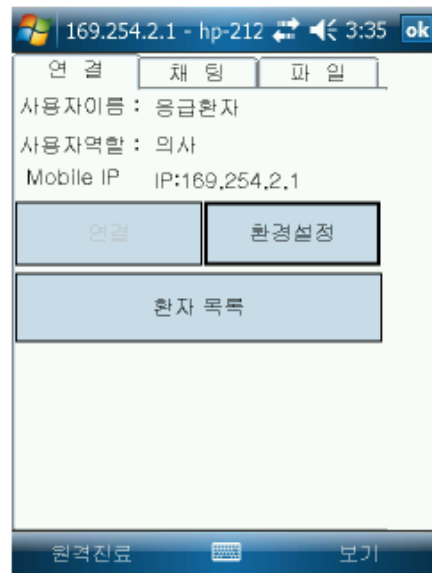 169.254.2.1 - hp-212 3:35 ok
연 결 채 팅 파 일
사용자이름 : 응급환자
사용자역할 : 의사
Mobile IP IP:169.254.2.1
연결 환경설정
환자 목록
원격진료 보기